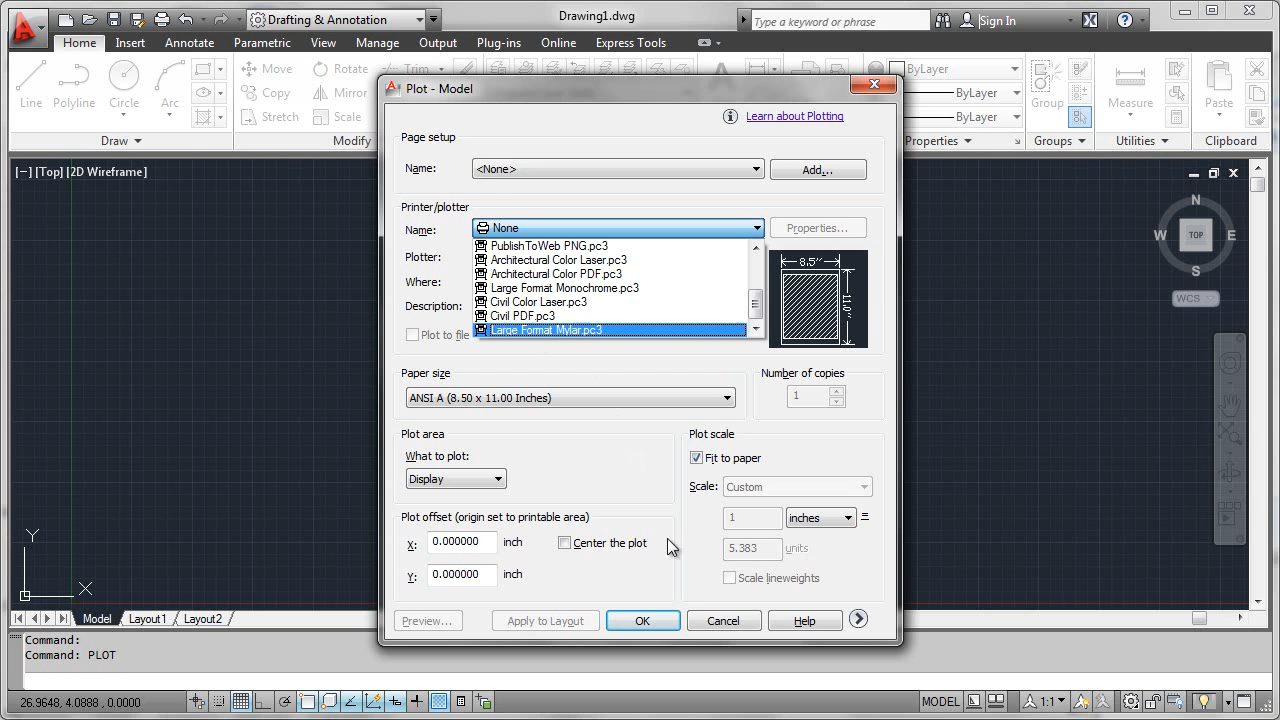 Drafting & Annotation
Drawing1.dwg
Type a keyword or phrase
Sign In
Home Insert Annotate Parametric View Manage Output Plug-ins Online Express Tools
Line Polyline Circle Arc
Move Rotate Trim
Copy Mirror
Stretch Scale
Draw
Modify
ByLayer
ByLayer
ByLayer
Properties
Group
Groups
Measure
Utilities
Paste
Clipboard
[−] [Top] [2D Wireframe]
N
W TOP E
S
WCS
Plot - Model
Learn about Plotting
Page setup
Name: <None> Add...
Printer/plotter
Name: None Properties...
PublishToWeb PNG.pc3
Architectural Color Laser.pc3
Architectural Color PDF.pc3
Large Format Monochrome.pc3
Civil Color Laser.pc3
Civil PDF.pc3
Large Format Mylar.pc3
Plotter:
Where:
Description:
Plot to file
8.5''
11.0''
Paper size
ANSI A (8.50 x 11.00 Inches)
Number of copies
1
Plot area
What to plot:
Display
Plot scale
Fit to paper
Scale: Custom
1 inches =
5.383 units
Scale lineweights
Plot offset (origin set to printable area)
X: 0.000000 inch Center the plot
Y: 0.000000 inch
Preview... Apply to Layout OK Cancel Help
Y
X
Model Layout1 Layout2
Command:
Command: PLOT
26.9648, 4.0888, 0.0000
MODEL
1:1